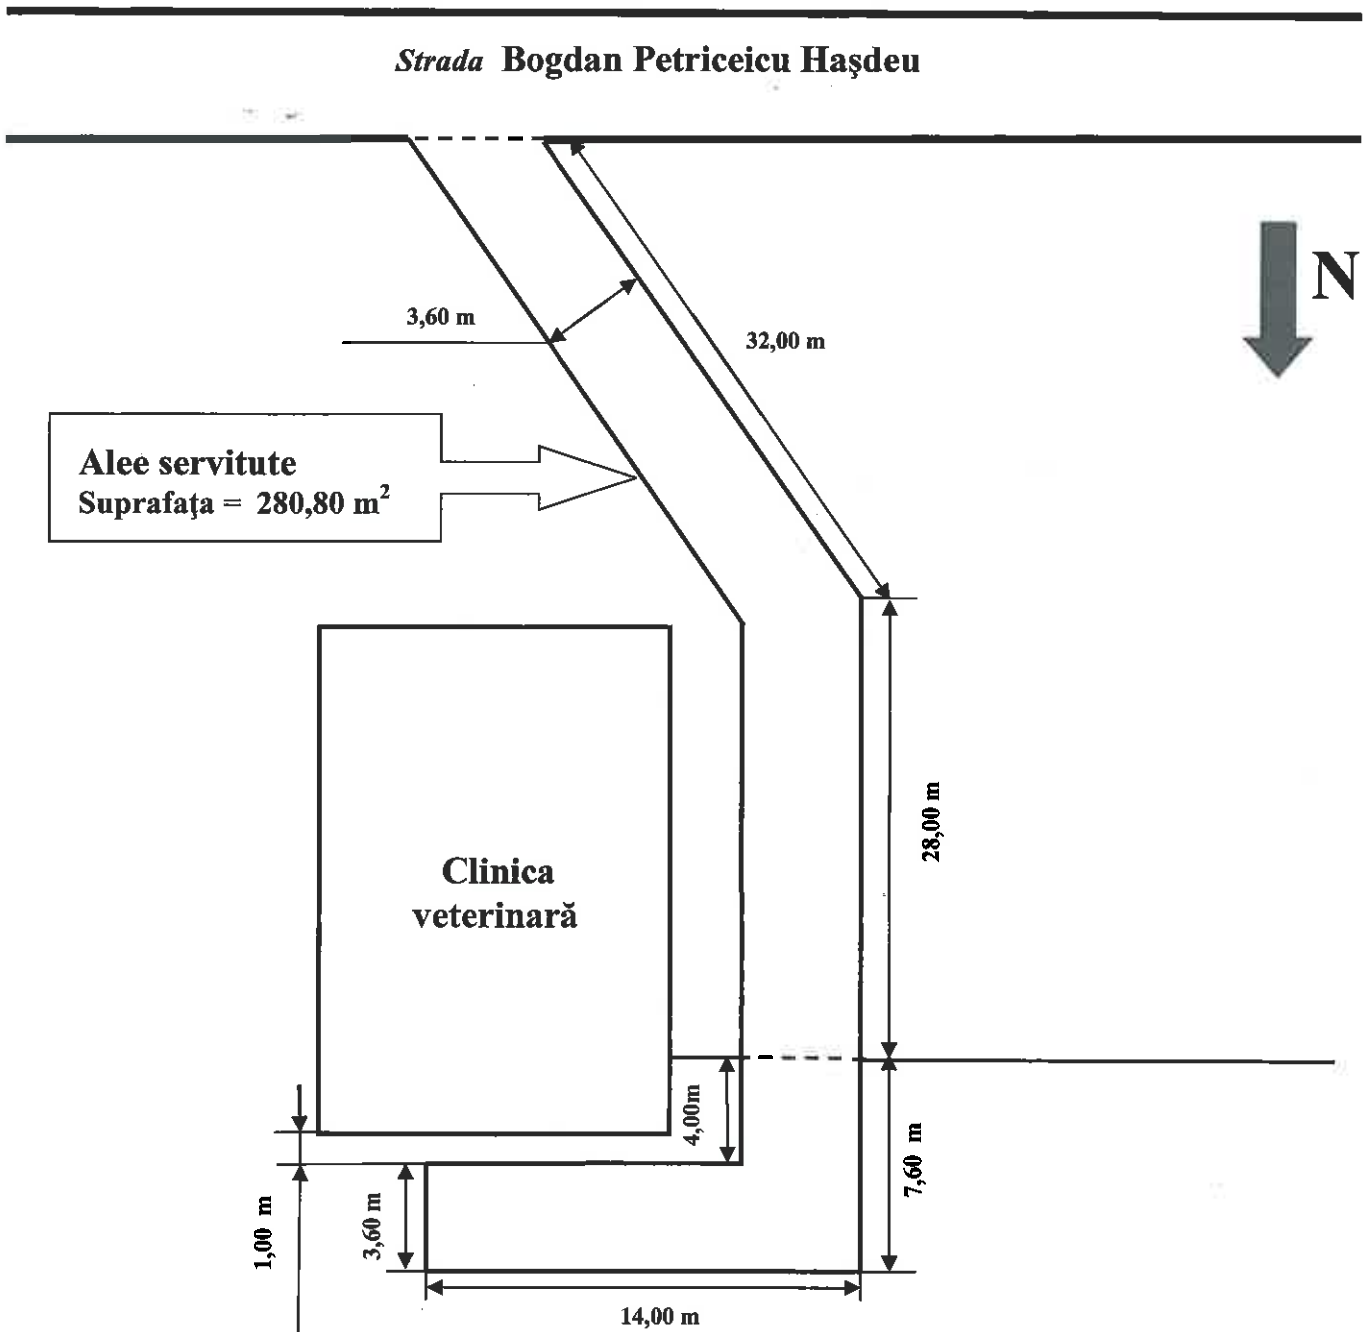 Strada Bogdan Petriceicu Haşdeu
N
3,60 m
32,00 m
Alee servitute
Suprafaţa = 280,80 m²
28,00 m
Clinica
veterinară
4,00m
7,60 m
1,00 m
3,60 m
14,00 m